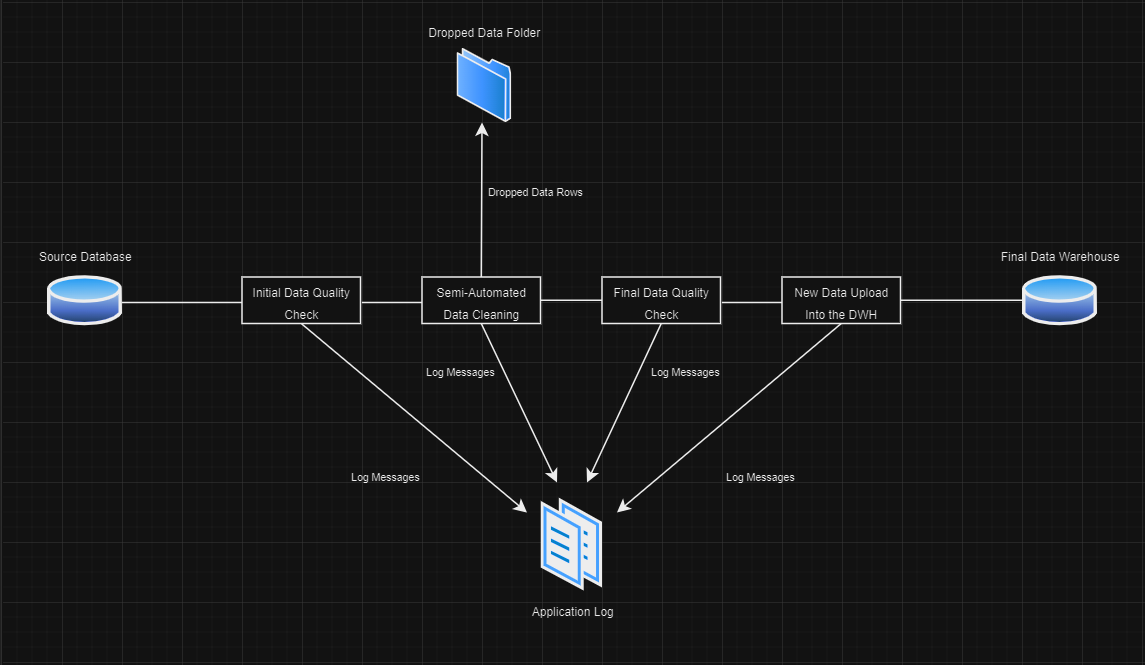 Dropped Data Folder
Dropped Data Rows
Source Database
Final Data Warehouse
Initial Data Quality
Check
Semi-Automated
Data Cleaning
Final Data Quality
Check
New Data Upload
Into the DWH
Log Messages
Log Messages
Log Messages
Log Messages
Application Log